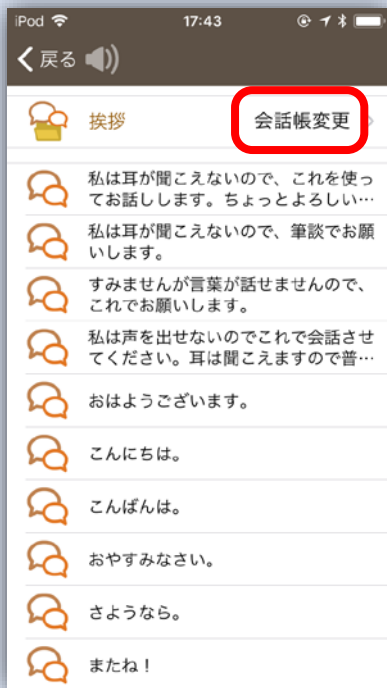 iPod 17:43
戻る
挨拶 会話帳変更
私は耳が聞こえないので、これを使っ
てお話しします。ちょっとよろしい…
私は耳が聞こえないので、筆談でお願
いします。
すみませんが言葉が話せませんので、
これでお願いします。
私は声を出せないのでこれで会話させ
てください。耳は聞こえますので普…
おはようございます。
こんにちは。
こんばんは。
おやすみなさい。
さようなら。
またね！